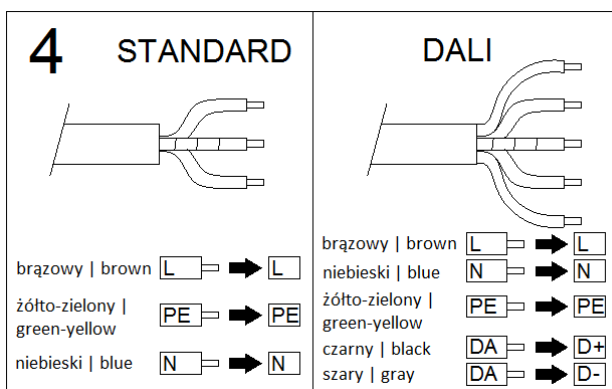 4 STANDARD
brązowy | brown L L
żółto-zielony |
green-yellow PE PE
niebieski | blue N N
DALI
brązowy | brown L L
niebieski | blue N N
żółto-zielony |
green-yellow PE PE
czarny | black DA D+
szary | gray DA D-